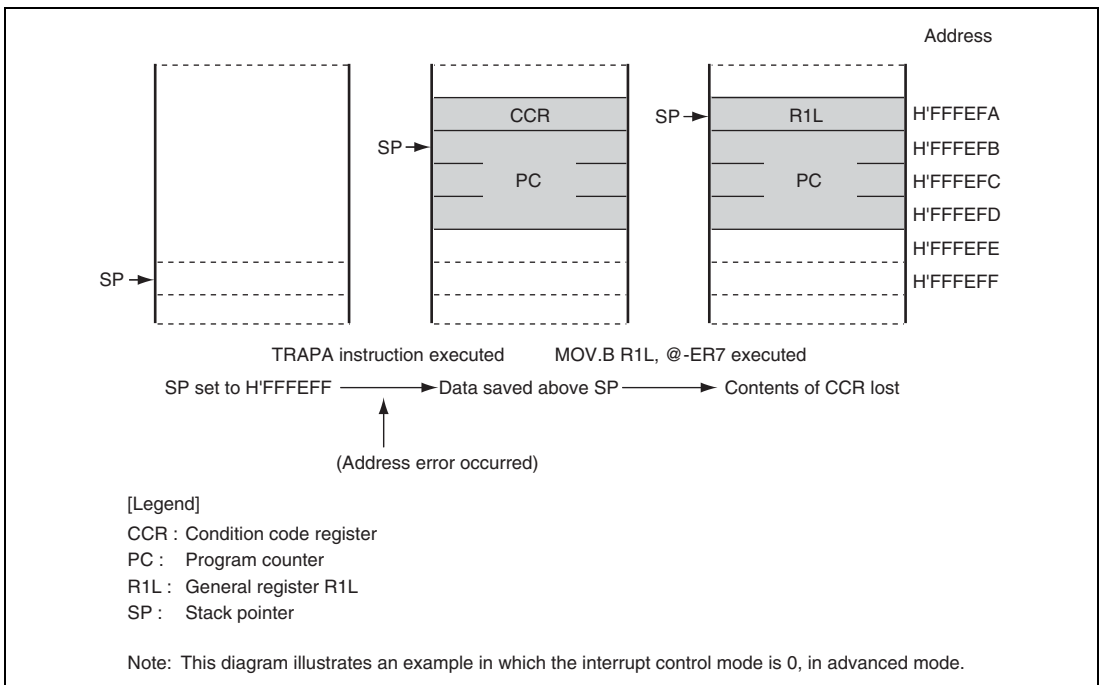 Address
SP
CCR
PC
SP
SP
R1L
PC
H'FFFEFA
H'FFFEFB
H'FFFEFC
H'FFFEFD
H'FFFEFE
H'FFFEFF
TRAPA instruction executed
MOV.B R1L, @-ER7 executed
SP set to H'FFFEFF
Data saved above SP
Contents of CCR lost
(Address error occurred)
[Legend]
CCR : Condition code register
PC : Program counter
R1L : General register R1L
SP : Stack pointer
Note: This diagram illustrates an example in which the interrupt control mode is 0, in advanced mode.